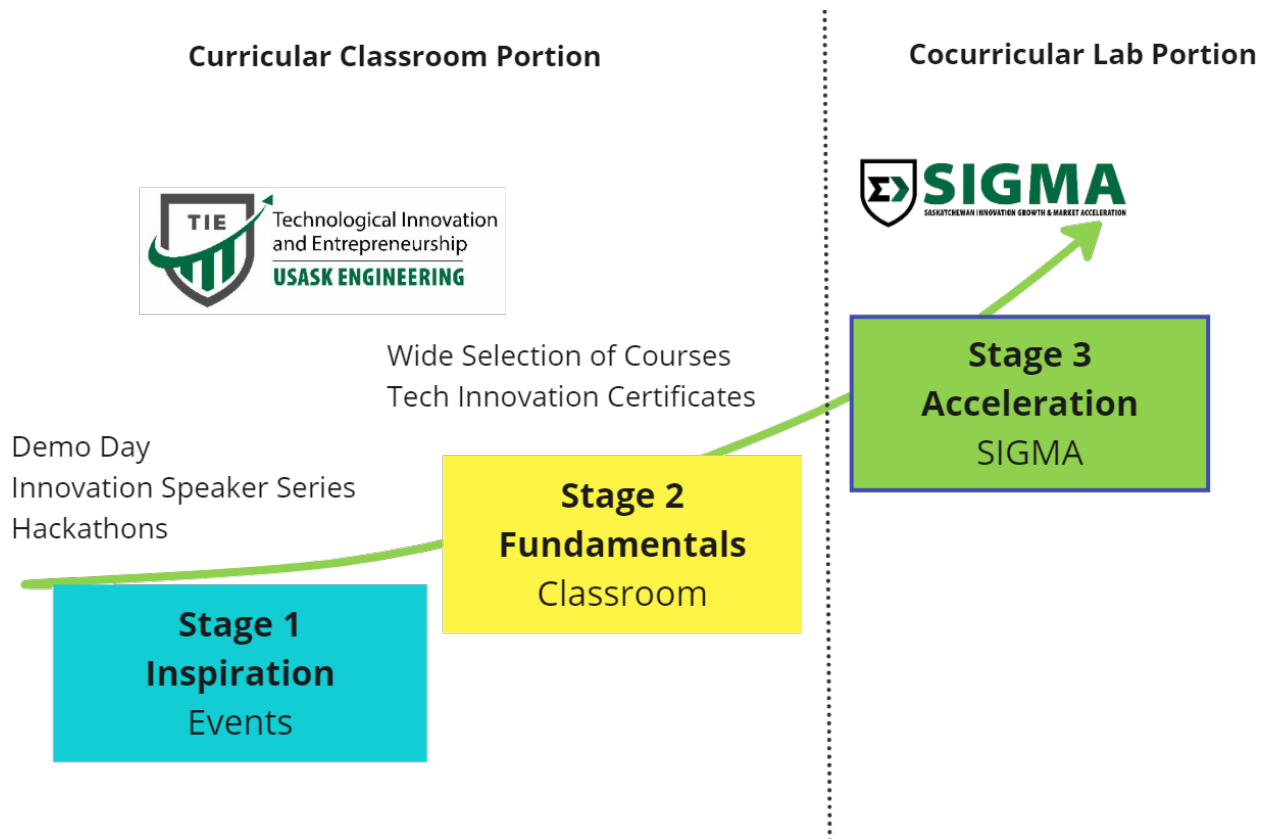 Curricular Classroom Portion
Cocurricular Lab Portion
TIE
Technological Innovation
and Entrepreneurship
USASK ENGINEERING
Σ
SIGMA
SASKATCHEWAN INNOVATION GROWTH & MARKET ACCELERATION
Wide Selection of Courses
Tech Innovation Certificates
Demo Day
Innovation Speaker Series
Hackathons
Stage 1
Inspiration
Events
Stage 2
Fundamentals
Classroom
Stage 3
Acceleration
SIGMA